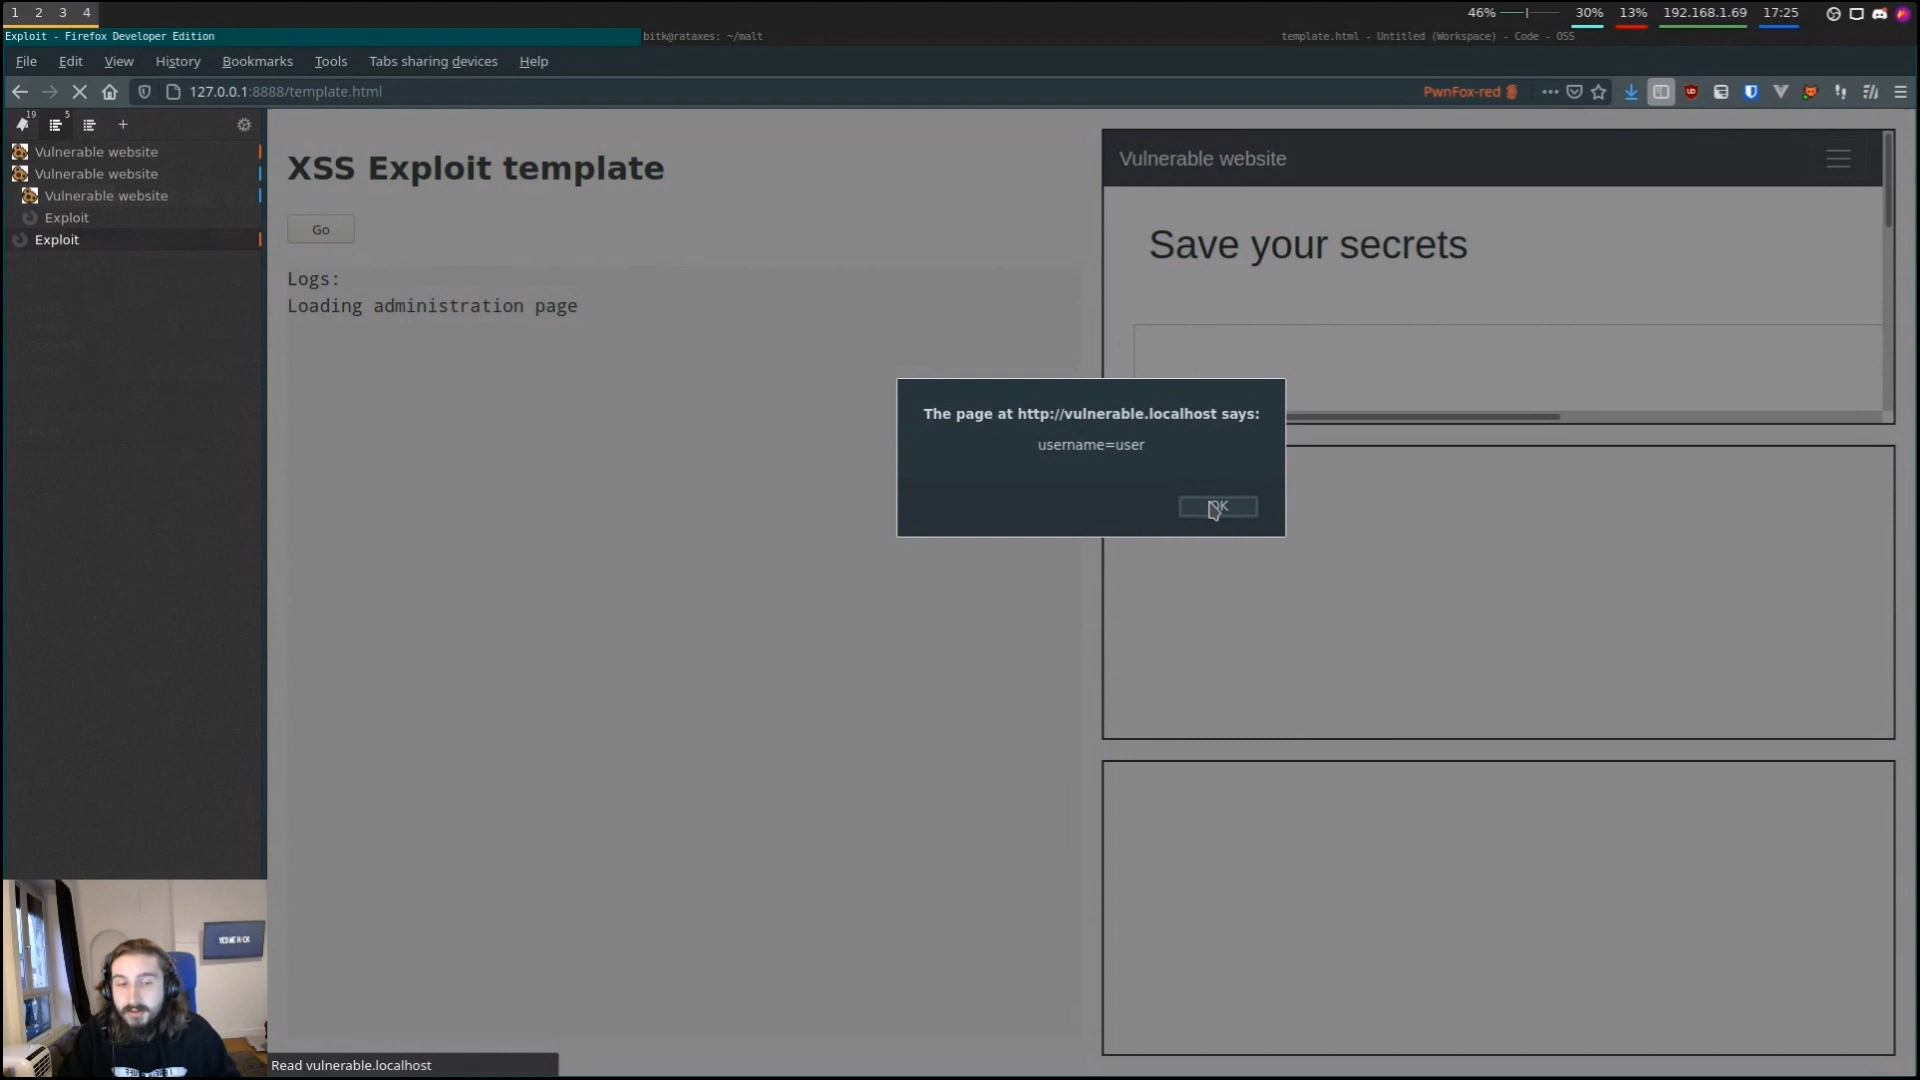 1 2 3 4
46%
30%
13%
192.168.1.69
17:25
Exploit - Firefox Developer Edition
bitk@rataxes: ~/malt
template.html - Untitled (Workspace) - Code - OSS
File Edit View History Bookmarks Tools Tabs sharing devices Help
127.0.0.1:8888/template.html
PwnFox-red
19
5
Vulnerable website
Vulnerable website
Vulnerable website
Exploit
Exploit
XSS Exploit template
Go
Logs:
Loading administration page
Vulnerable website
Save your secrets
The page at http://vulnerable.localhost says:
username=user
OK
Read vulnerable.localhost